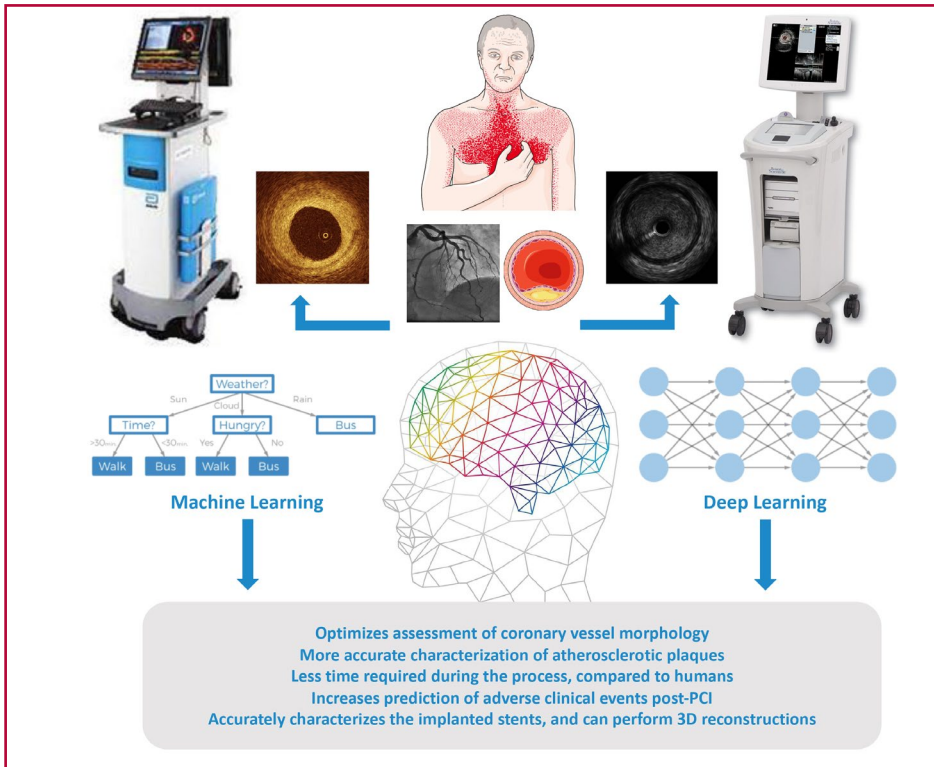 Weather?
Sun
Cloud
Rain
Time?
Hungry?
Bus
>30min.
<30min.
Yes
No
Walk
Bus
Walk
Bus
Machine Learning
Deep Learning
Optimizes assessment of coronary vessel morphology
More accurate characterization of atherosclerotic plaques
Less time required during the process, compared to humans
Increases prediction of adverse clinical events post-PCI
Accurately characterizes the implanted stents, and can perform 3D reconstructions